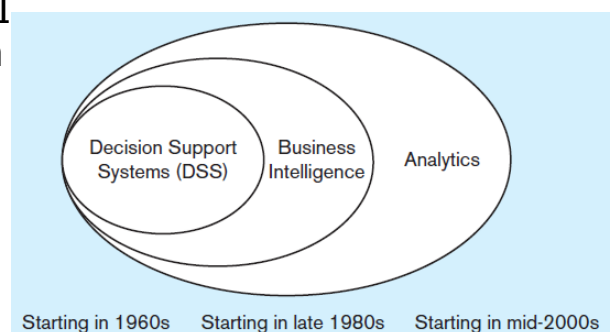 Decision Support
Systems (DSS)
Business
Intelligence
Analytics
Starting in 1960s
Starting in late 1980s
Starting in mid-2000s